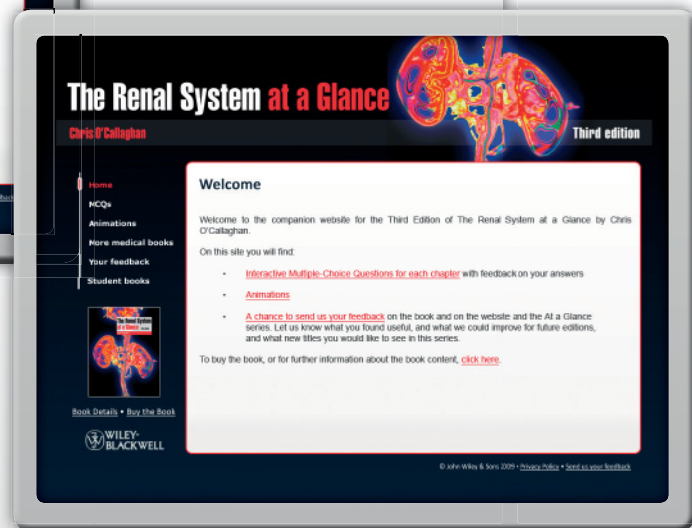 The Renal System at a Glance
Chris O'Callaghan
Third edition
Home
NCQs
Animations
More medical books
Your feedback
Student books
The Renal System
at a Glance
Book Details • Buy the Book
WILEY-
BLACKWELL
Welcome
Welcome to the companion website for the Third Edition of The Renal System at a Glance by Chris
O'Callaghan.
On this site you will find:
• Interactive Multiple-Choice Questions for each chapter with feedback on your answers
• Animations
• A chance to send us your feedback on the book and on the website and the At a Glance
series. Let us know what you found useful, and what we could improve for future editions,
and what new titles you would like to see in this series.
To buy the book, or for further information about the book content, click here.
© John Wiley & Sons 2009 • Privacy Policy • Send us your feedback